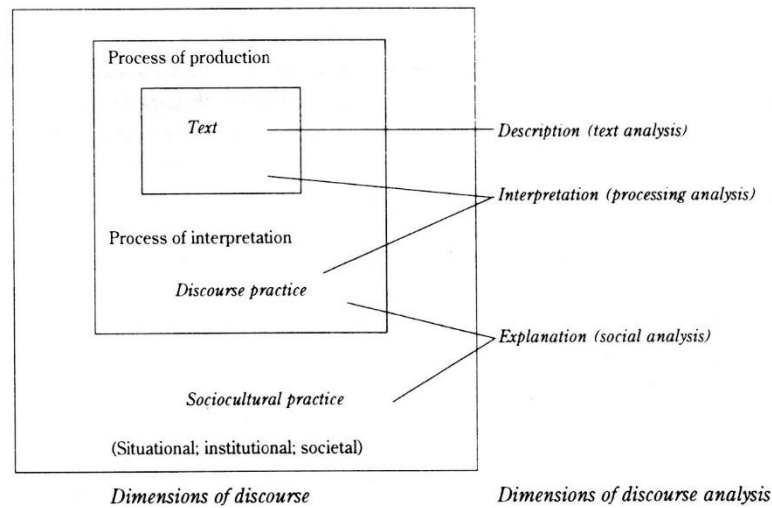 Process of production
Text
Description (text analysis)
Interpretation (processing analysis)
Process of interpretation
Discourse practice
Explanation (social analysis)
Sociocultural practice
(Situational; institutional; societal)
Dimensions of discourse
Dimensions of discourse analysis